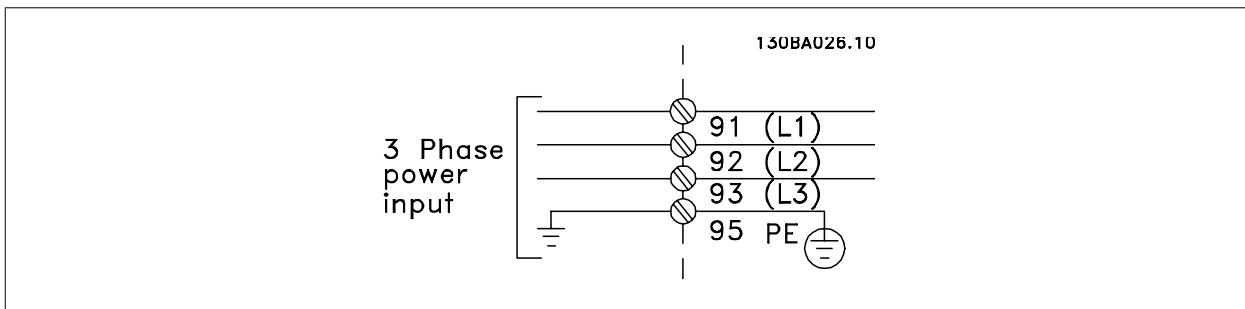 130BA026.10
91 (L1)
3 Phase
92 (L2)
power
93 (L3)
input
95 PE